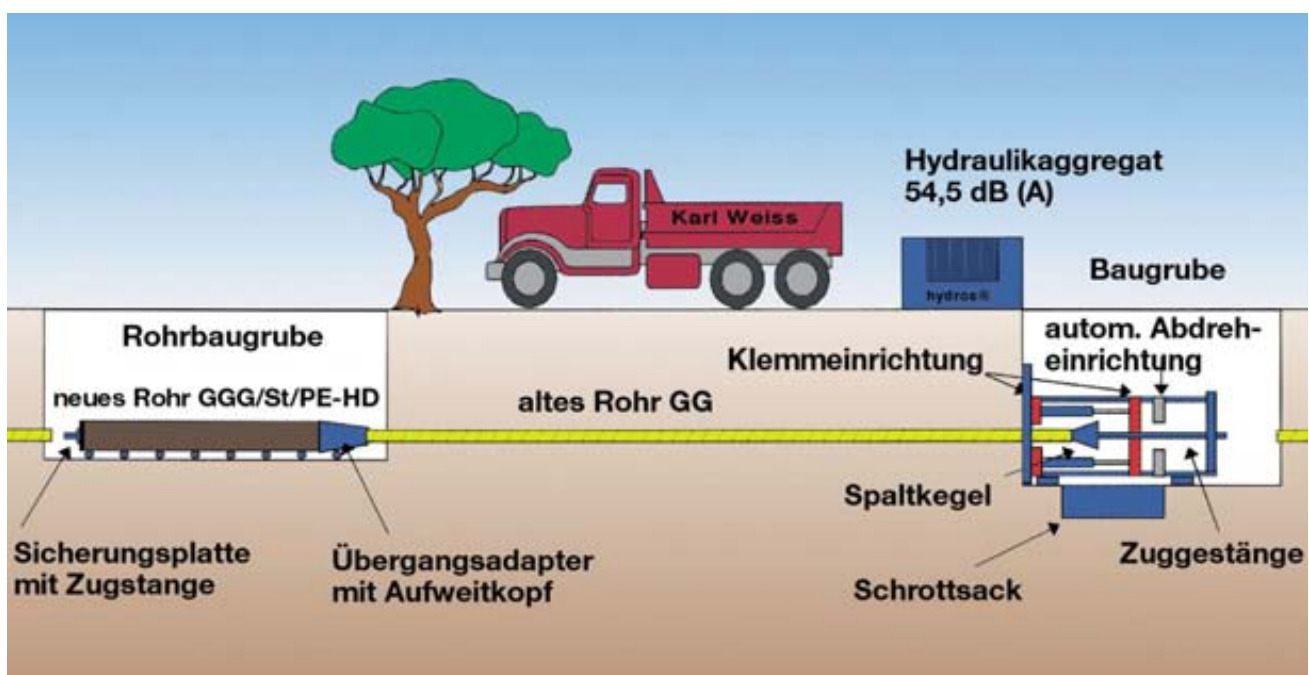 Hydraulikaggregat
54,5 dB (A)
Karl Weiss
hydros®
Baugrube
Rohrbaugrube
autom. Abdreh-
einrichtung
Klemmeinrichtung
neues Rohr GGG/St/PE-HD
altes Rohr GG
Spaltkegel
Sicherungsplatte
mit Zugstange
Übergangsadapter
mit Aufweitkopf
Schrottsack
Zuggestänge